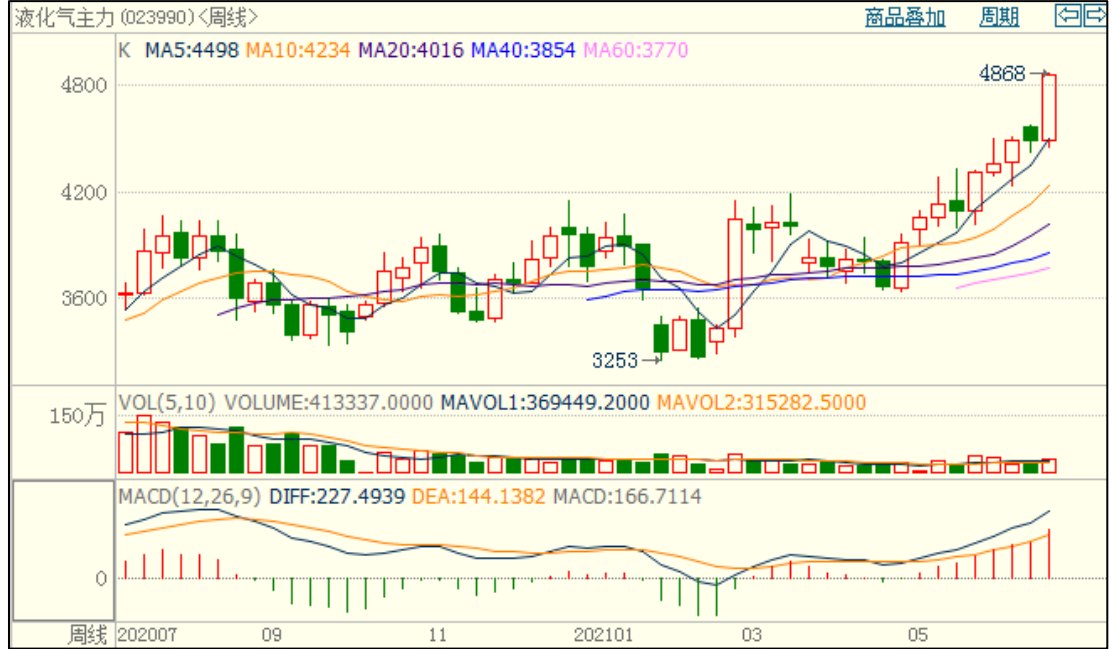 液化气主力 (023990)<周线> 商品叠加 周期
K MA5:4498 MA10:4234 MA20:4016 MA40:3854 MA60:3770
4868
4800
4200
3600
3253
VOL(5,10) VOLUME:413337.0000 MAVOL1:369449.2000 MAVOL2:315282.5000
150万
MACD(12,26,9) DIFF:227.4939 DEA:144.1382 MACD:166.7114
0
周线 202007 09 11 202101 03 05